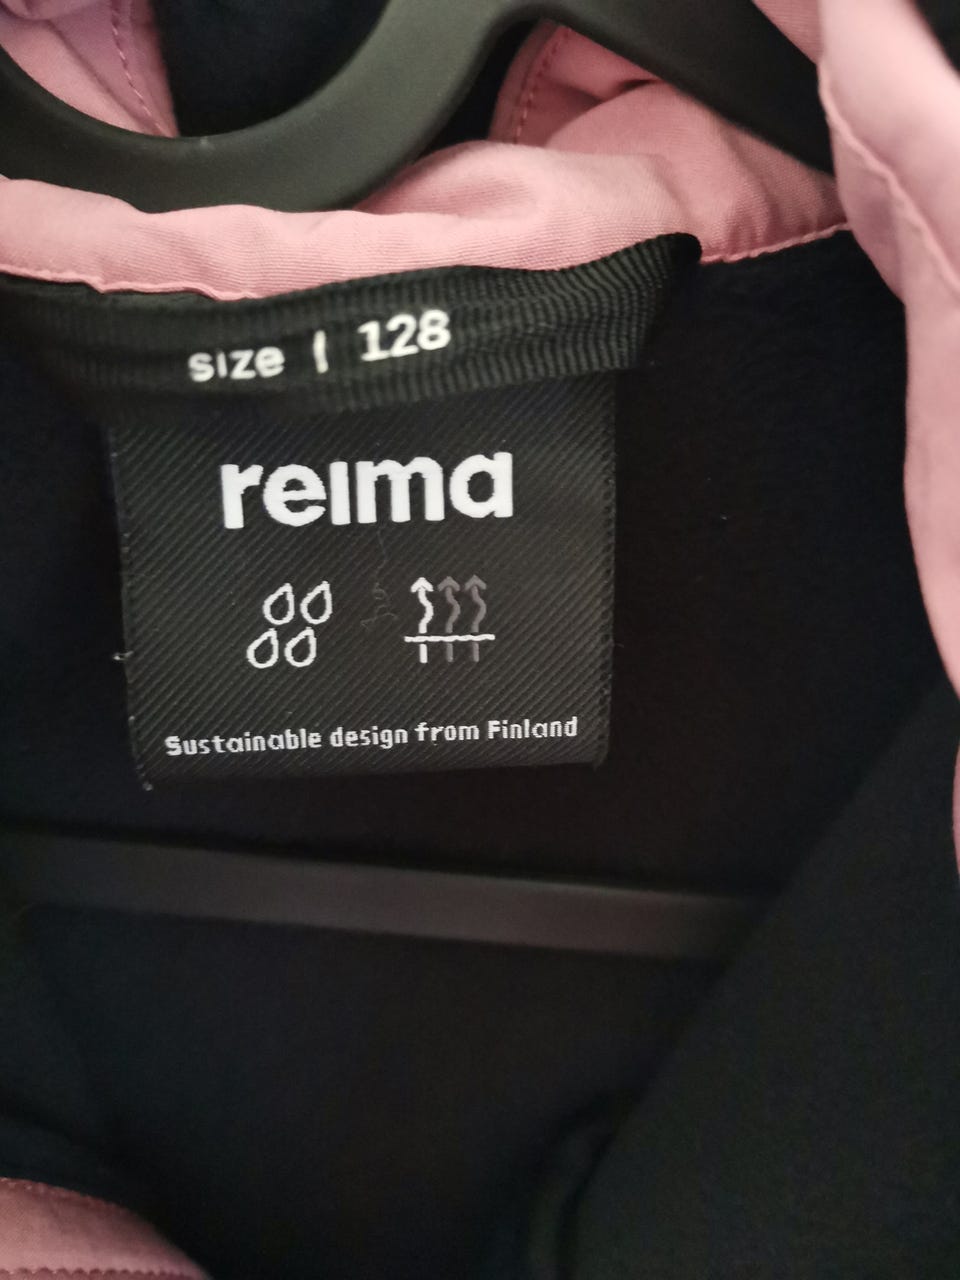 size | 128
reima
Sustainable design from Finland